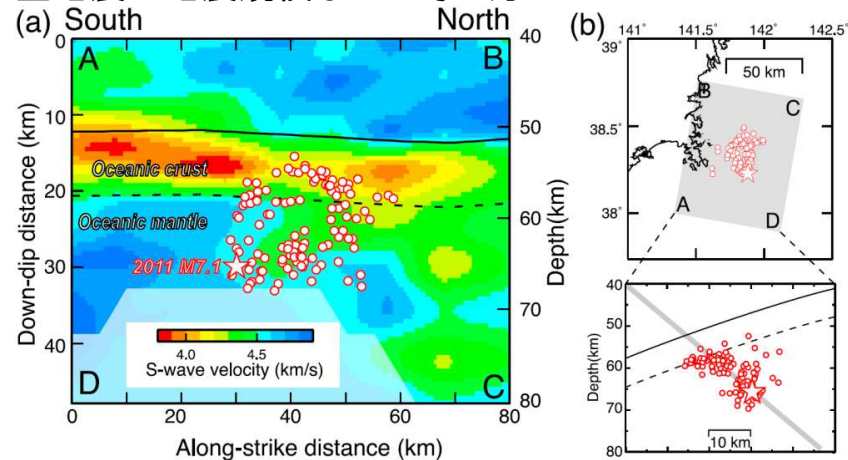 (a) South North
A B
Oceanic crust
Oceanic mantle
2011 M7.1
D C
4.0 4.5
S-wave velocity (km/s)
0
10
20
30
40
Down-dip distance (km)
40
50
60
70
80
Depth(km)
0 20 40 60 80
Along-strike distance (km)
(b)
141° 141.5° 142° 142.5°
39°
38.5°
38°
50 km
B
C
A
D
40
50
60
70
80
Depth(km)
10 km